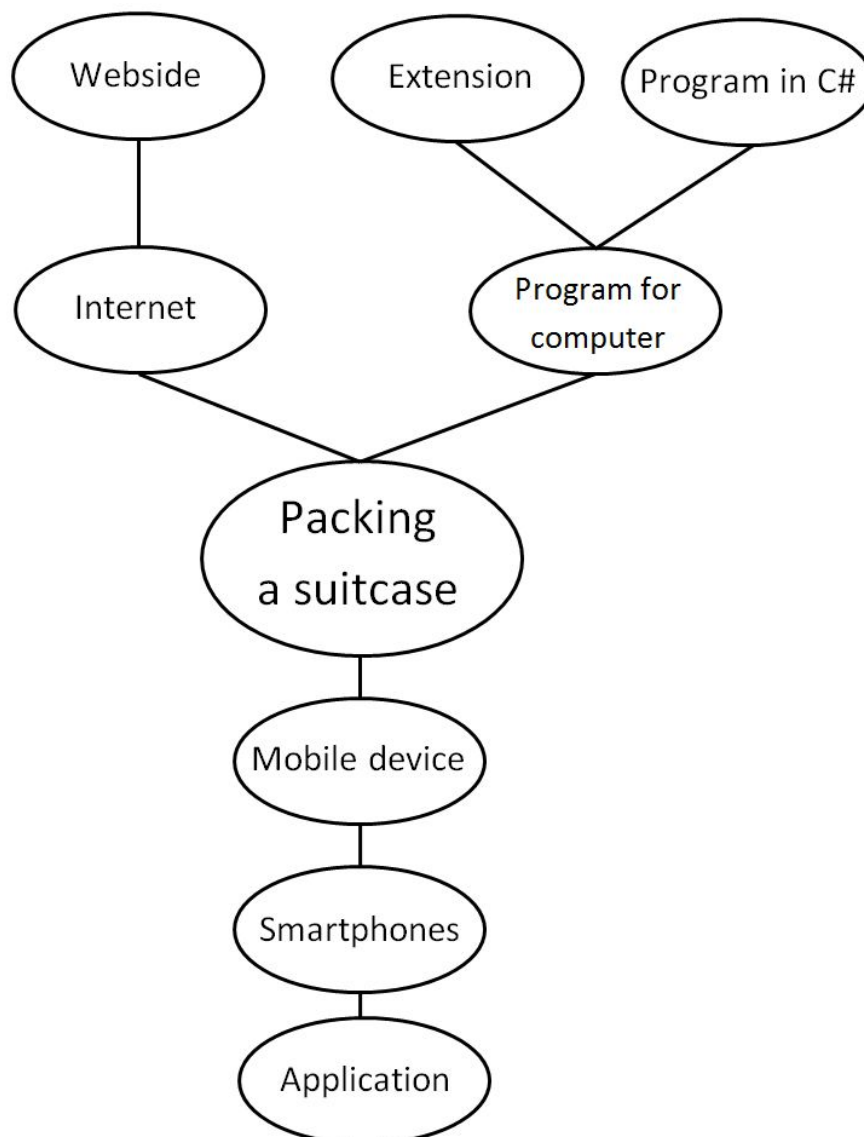 Webside
Extension
Program in C#
Internet
Program for
computer
Packing
a suitcase
Mobile device
Smartphones
Application